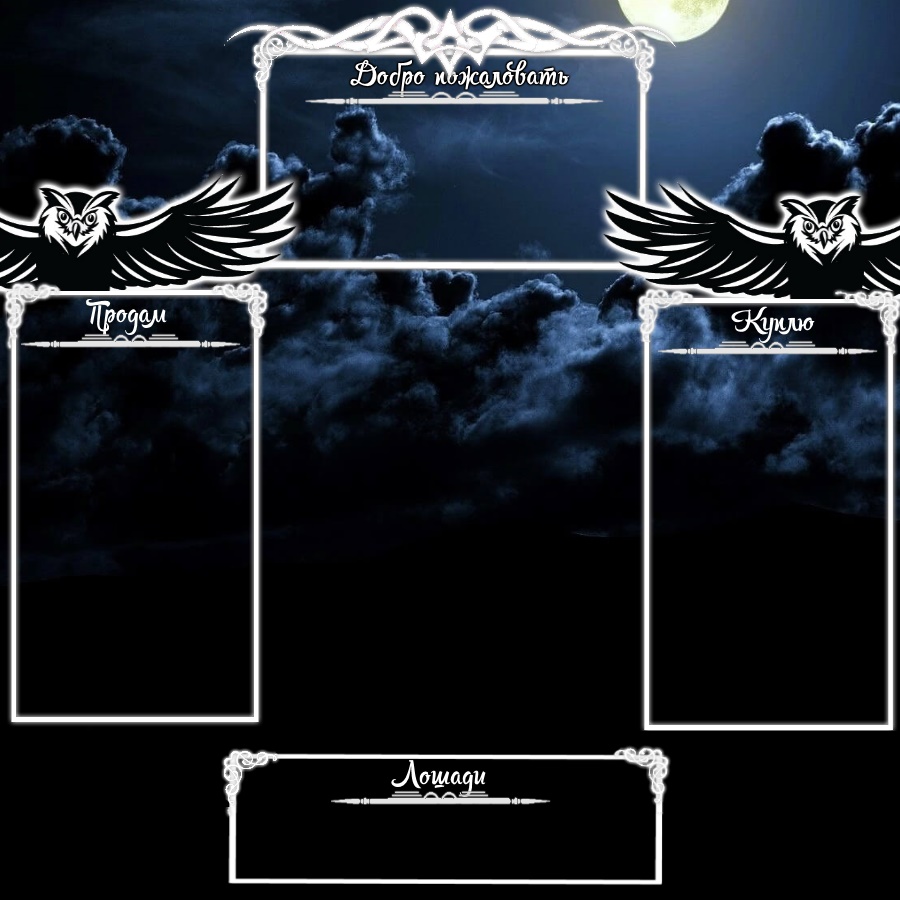 Добро пожаловать
Продам
Куплю
Лошади